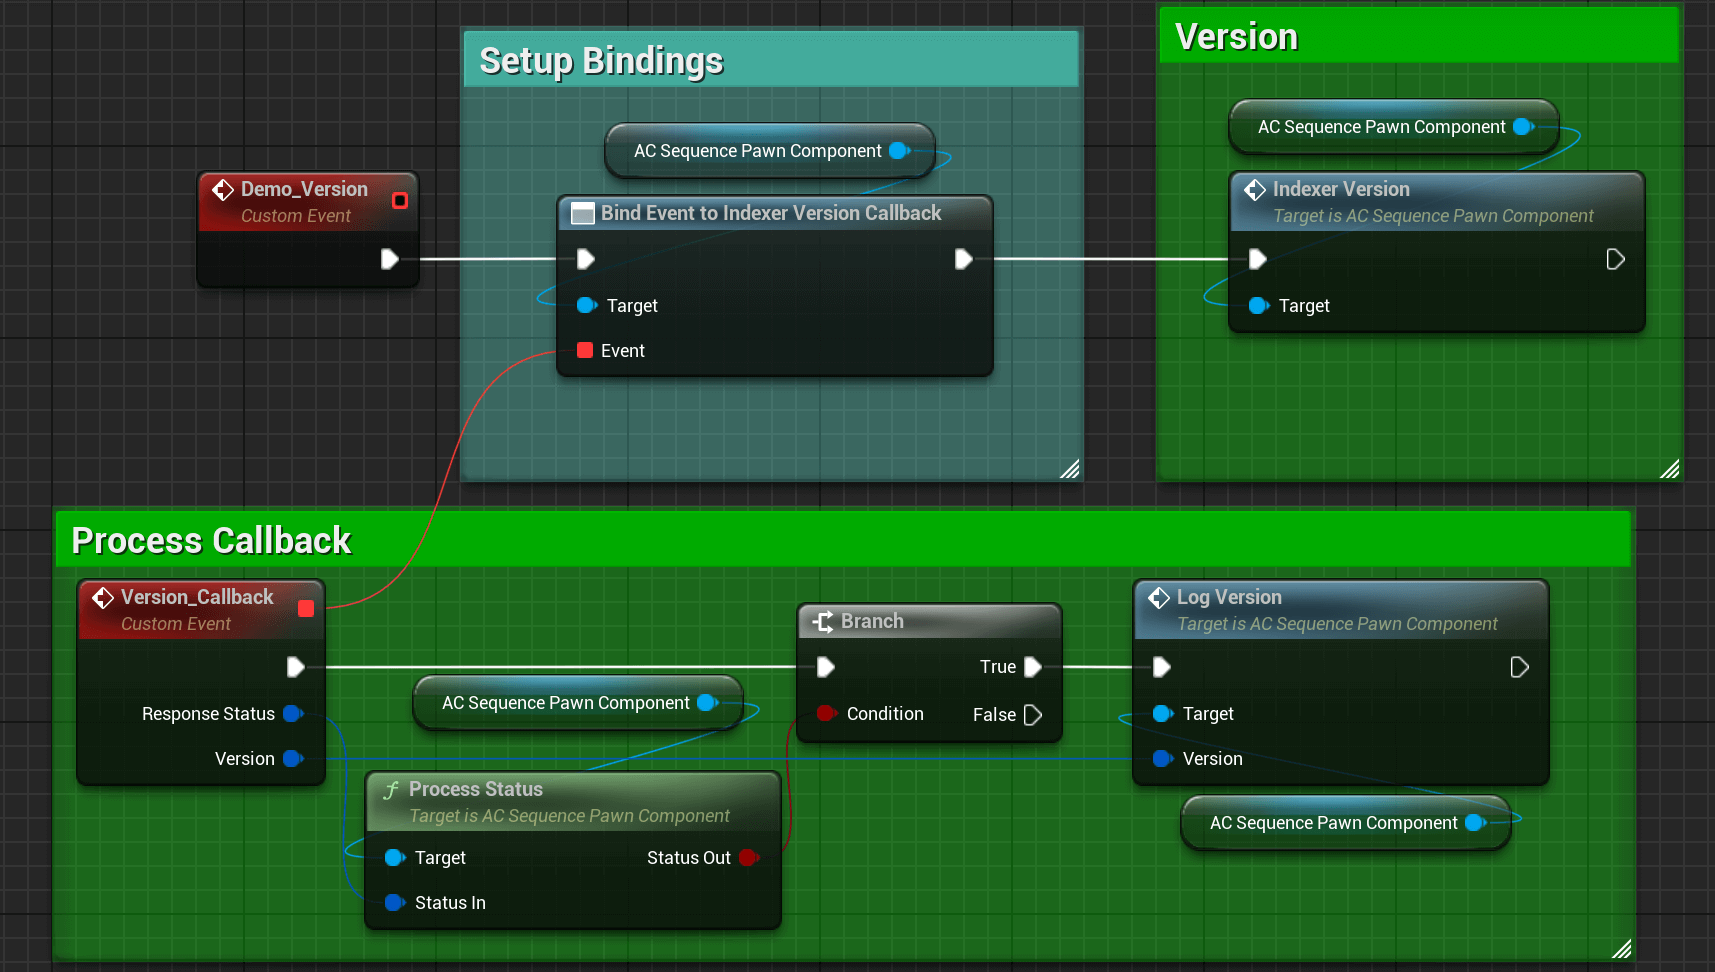 Setup Bindings
AC Sequence Pawn Component
Demo_Version
Custom Event
Bind Event to Indexer Version Callback
Target
Event
Version
AC Sequence Pawn Component
Indexer Version
Target is AC Sequence Pawn Component
Target
Process Callback
Version_Callback
Custom Event
Response Status
Version
AC Sequence Pawn Component
Process Status
Target is AC Sequence Pawn Component
Target
Status Out
Status In
Branch
True
Condition
False
Log Version
Target is AC Sequence Pawn Component
Target
Version
AC Sequence Pawn Component